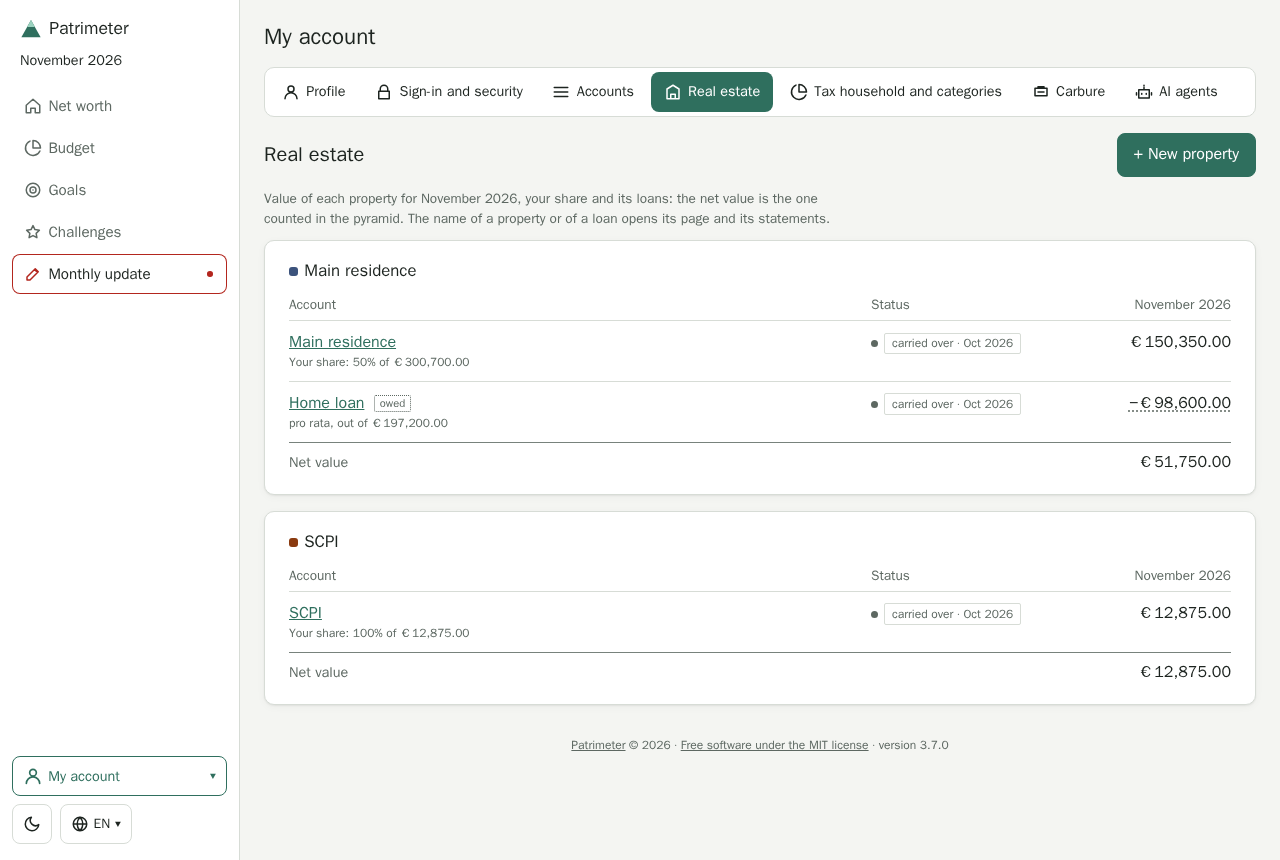 Patrimeter
November 2026
Net worth
Budget
Goals
Challenges
Monthly update
My account
EN
My account
Profile
Sign-in and security
Accounts
Real estate
Tax household and categories
Carbure
AI agents
Real estate
+ New property
Value of each property for November 2026, your share and its loans: the net value is the one
counted in the pyramid. The name of a property or of a loan opens its page and its statements.
Main residence
Account Status November 2026
Main residence carried over · Oct 2026 € 150,350.00
Your share: 50% of € 300,700.00
Home loan owed carried over · Oct 2026 −€ 98,600.00
pro rata, out of € 197,200.00
Net value € 51,750.00
SCPI
Account Status November 2026
SCPI carried over · Oct 2026 € 12,875.00
Your share: 100% of € 12,875.00
Net value € 12,875.00
Patrimeter © 2026 · Free software under the MIT license · version 3.7.0